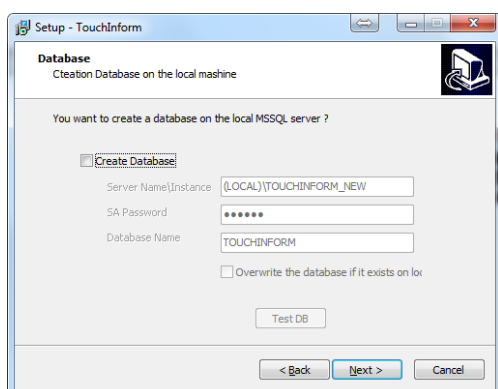 Setup - TouchInform
Database
Cteation Database on the local mashine
You want to create a database on the local MSSQL server ?
Create Database
Server Name\Instance (LOCAL)\TOUCHINFORM_NEW
SA Password ••••••
Database Name TOUCHINFORM
Overwrite the database if it exists on loc
Test DB
< Back Next > Cancel